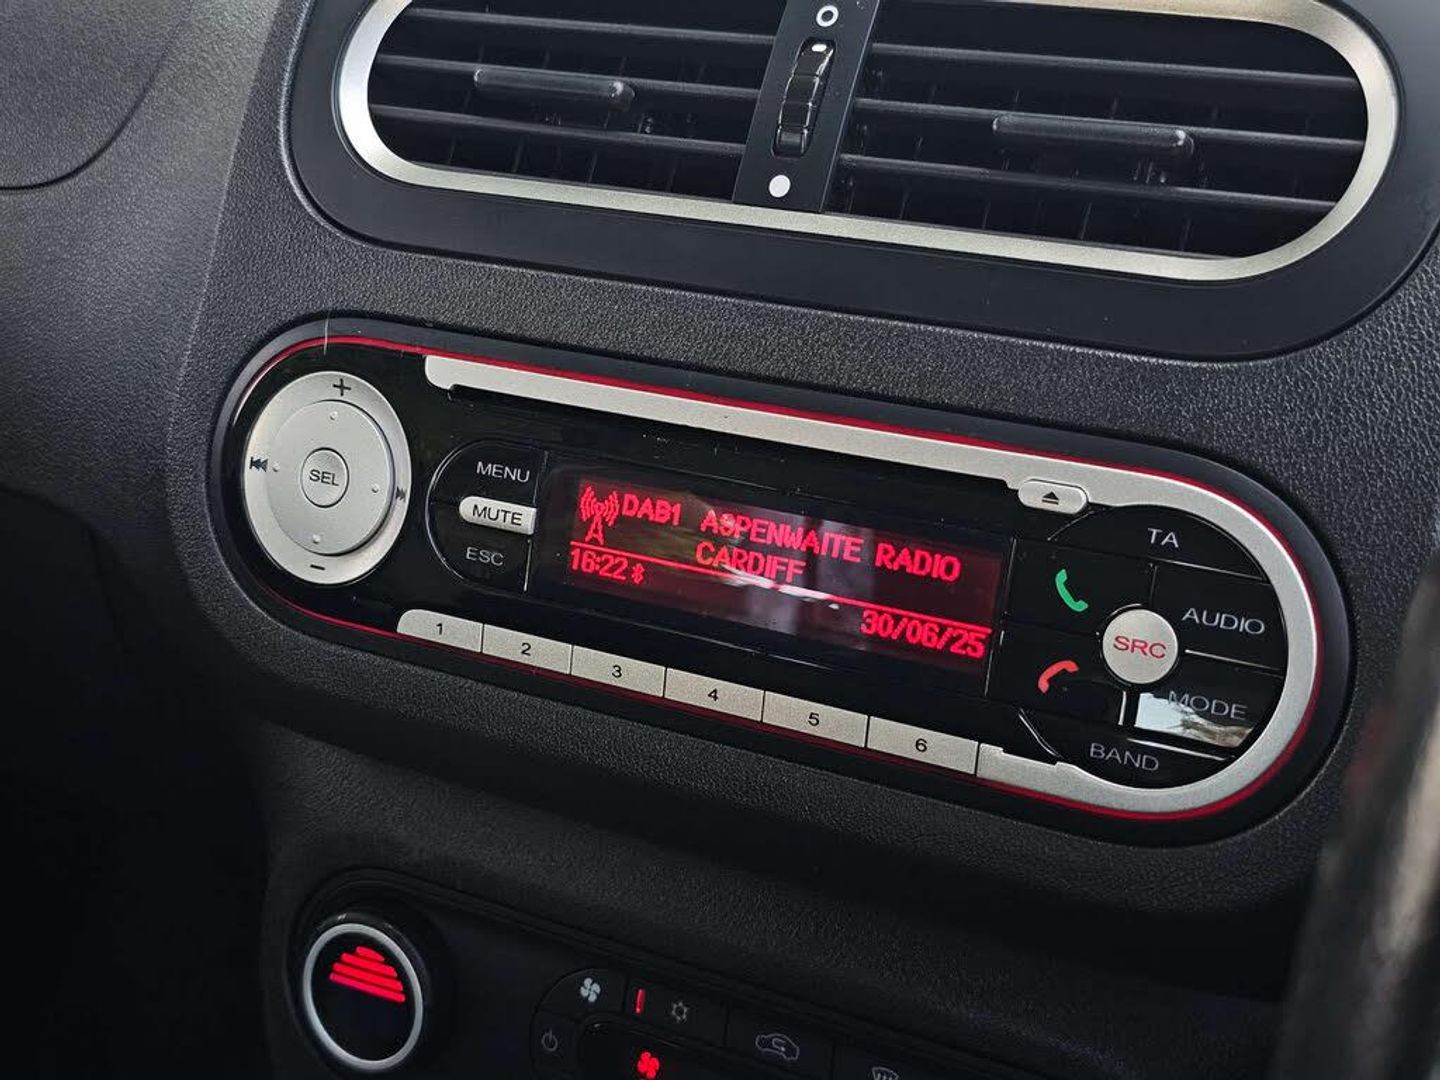 SEL
MENU
MUTE
ESC
DAB1 ASPENWAITE RADIO
CARDIFF
16:22
30/06/25
TA
AUDIO
SRC
MODE
BAND
1 2 3 4 5 6